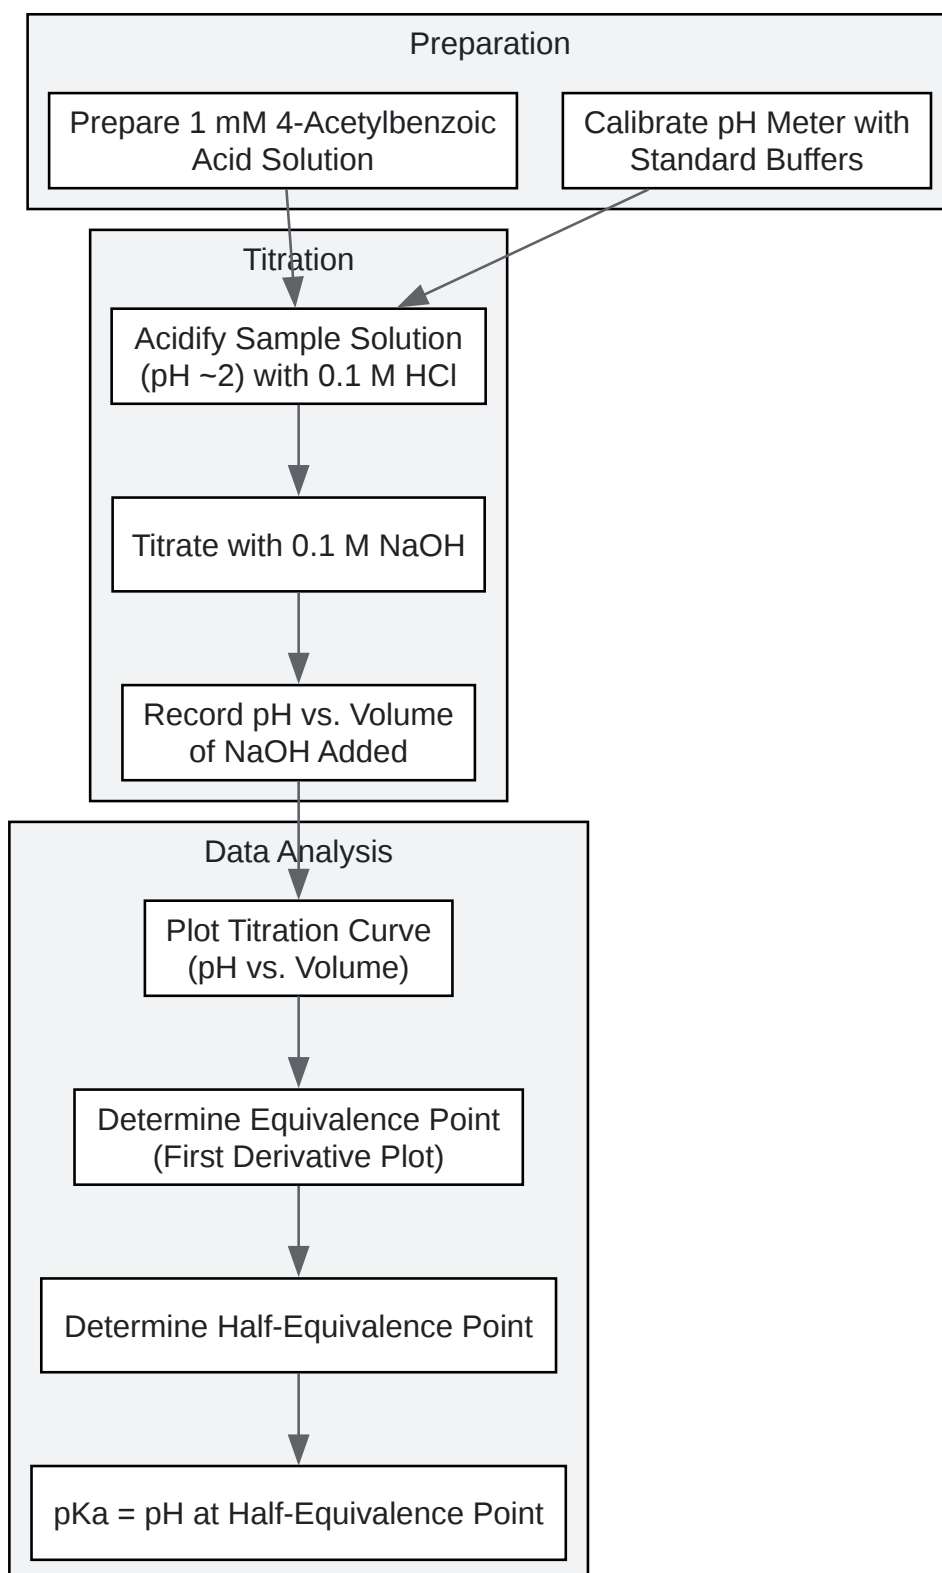 Preparation
Prepare 1 mM 4-Acetylbenzoic
Acid Solution
Calibrate pH Meter with
Standard Buffers
Titration
Acidify Sample Solution
(pH ~2) with 0.1 M HCl
Titrate with 0.1 M NaOH
Record pH vs. Volume
of NaOH Added
Data Analysis
Plot Titration Curve
(pH vs. Volume)
Determine Equivalence Point
(First Derivative Plot)
Determine Half-Equivalence Point
pKa = pH at Half-Equivalence Point